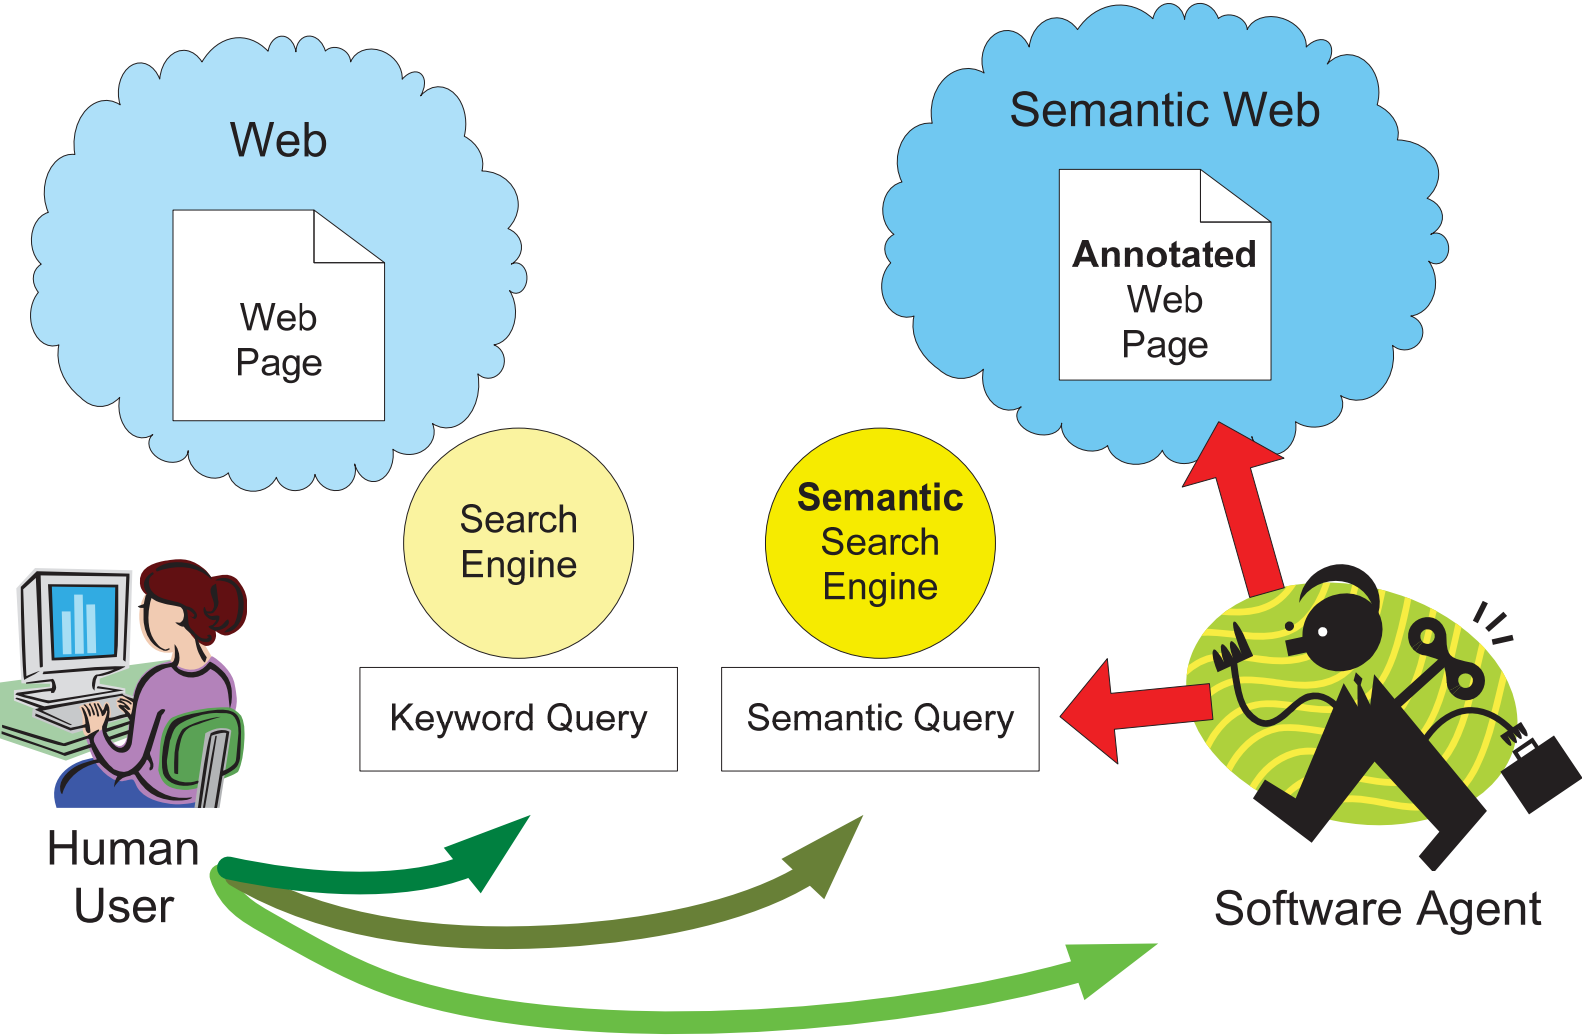 Web
Web
Page
Semantic Web
Annotated
Web
Page
Search
Engine
Semantic
Search
Engine
Keyword Query
Semantic Query
Human
User
Software Agent